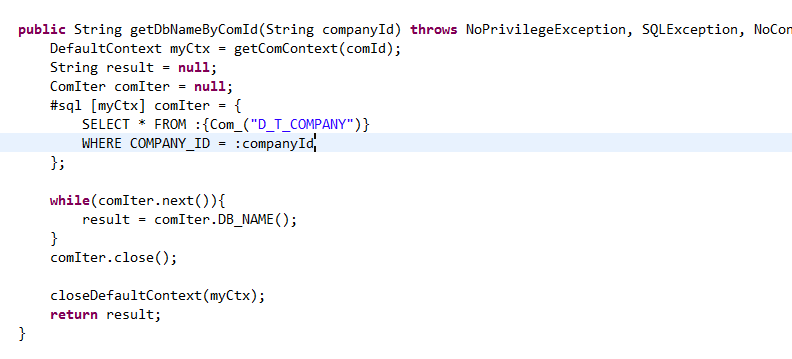 public String getDbNameByComId(String companyId) throws NoPrivilegeException, SQLException, NoCon
DefaultContext myCtx = getComContext(comId);
String result = null;
ComIter comIter = null;
#sql [myCtx] comIter = {
SELECT * FROM :{Com_("D_T_COMPANY")}
WHERE COMPANY_ID = :companyId
};
while(comIter.next()){
result = comIter.DB_NAME();
}
comIter.close();
closeDefaultContext(myCtx);
return result;
}